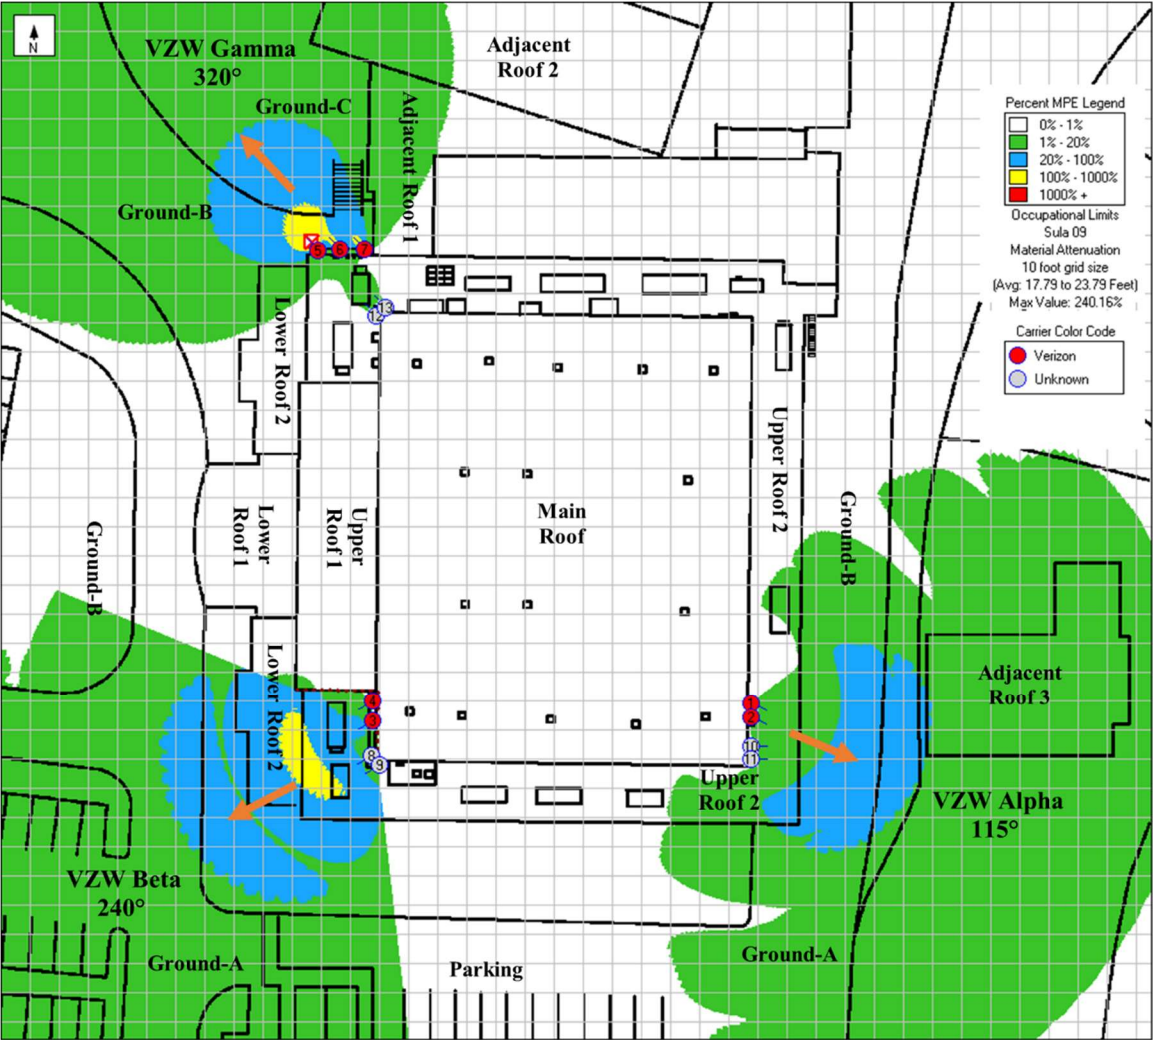 N
VZW Gamma
320°
Adjacent
Roof 2
Ground-C
Adjacent Roof 1
Ground-B
Percent MPE Legend
0% - 1%
1% - 20%
20% - 100%
100% - 1000%
1000% +
Occupational Limits
Sula 09
Material Attenuation
10 foot grid size
(Avg: 17.79 to 23.79 Feet)
Max Value: 240.16%
Carrier Color Code
Verizon
Unknown
5
6
7
13
12
Lower Roof 2
Upper Roof 2
Main
Roof
Lower
Roof 1
Upper
Roof 1
Ground-B
Ground-B
Lower Roof 2
Adjacent
Roof 3
4
3
8
9
1
2
10
11
Upper
Roof 2
VZW Alpha
115°
VZW Beta
240°
Ground-A
Parking
Ground-A